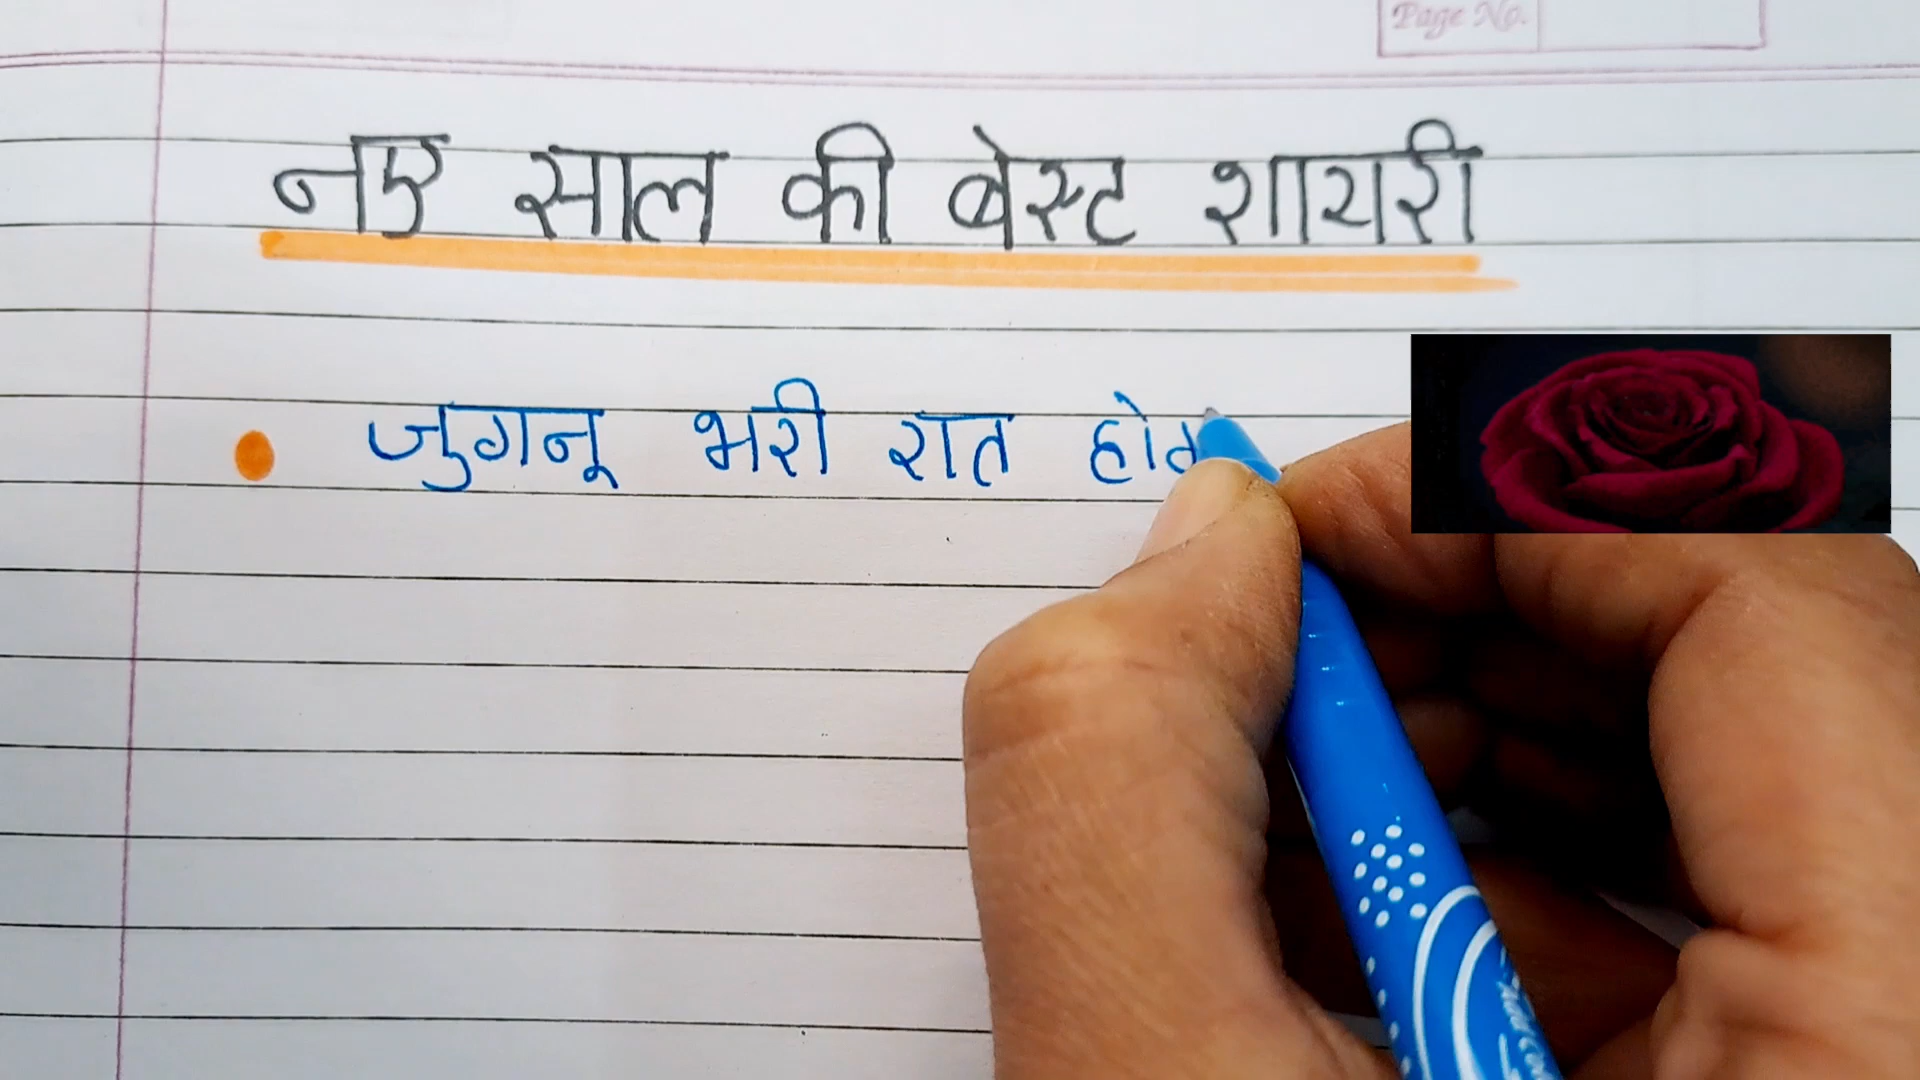 Page No.
नए साल की बेस्ट शायरी
जुगनू भरी रात